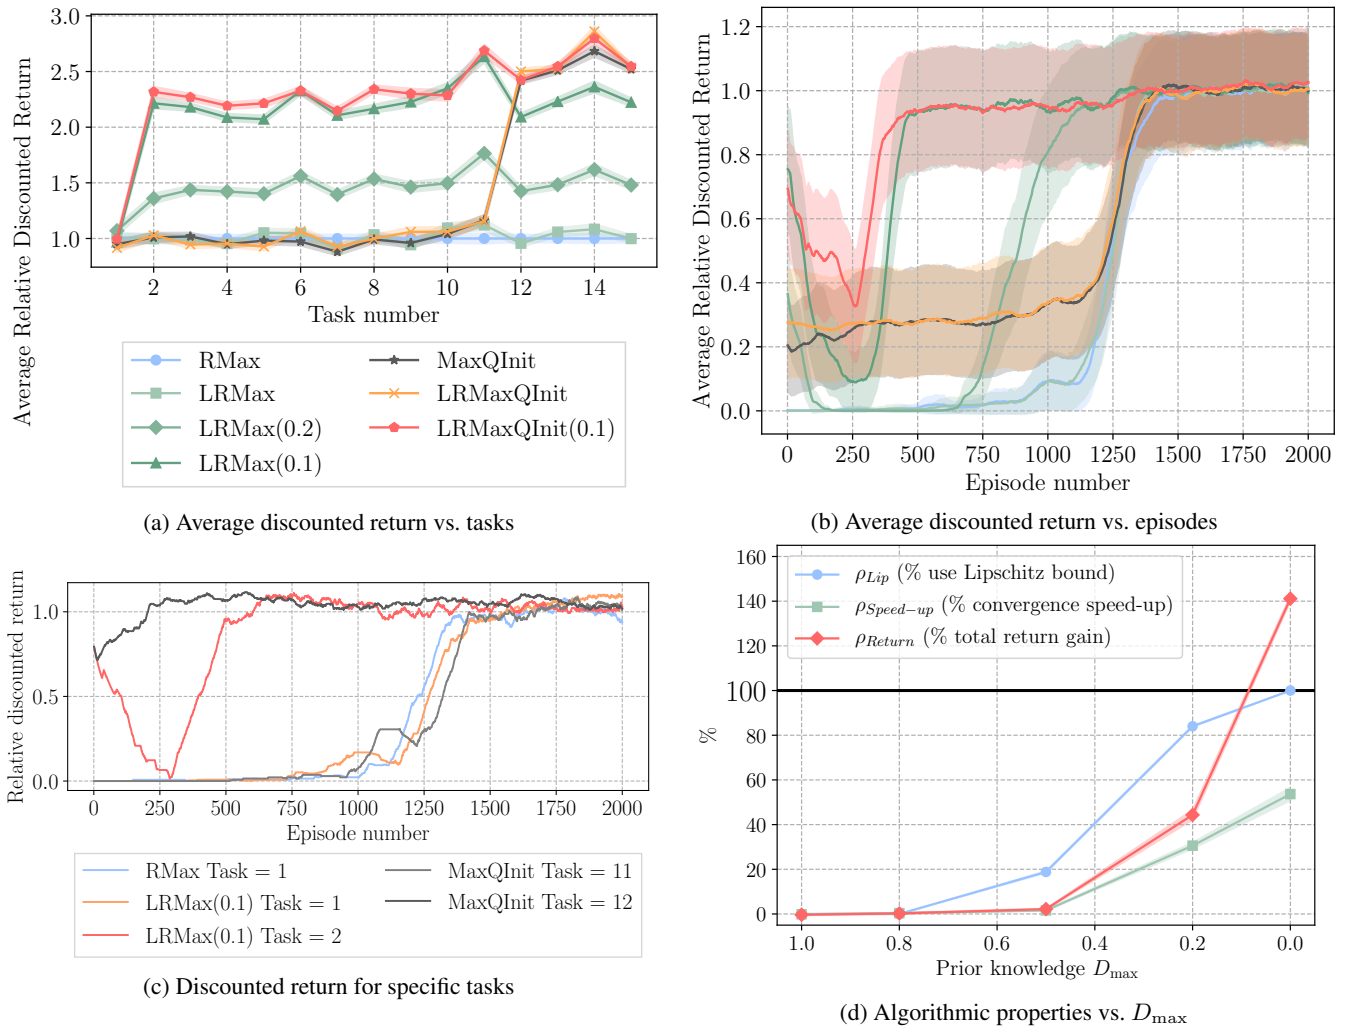 Average Relative Discounted Return
3.0
2.5
2.0
1.5
1.0
2 4 6 8 10 12 14
Task number
RMax
LRMax
LRMax(0.2)
LRMax(0.1)
MaxQInit
LRMaxQInit
LRMaxQInit(0.1)
(a) Average discounted return vs. tasks
Average Relative Discounted Return
1.2
1.0
0.8
0.6
0.4
0.2
0.0
0 250 500 750 1000 1250 1500 1750 2000
Episode number
(b) Average discounted return vs. episodes
Relative discounted return
1.0
0.5
0.0
0 250 500 750 1000 1250 1500 1750 2000
Episode number
RMax Task = 1
LRMax(0.1) Task = 1
LRMax(0.1) Task = 2
MaxQInit Task = 11
MaxQInit Task = 12
(c) Discounted return for specific tasks
%
160
140
120
100
80
60
40
20
0
ρLip (% use Lipschitz bound)
ρSpeed−up (% convergence speed-up)
ρReturn (% total return gain)
1.0 0.8 0.6 0.4 0.2 0.0
Prior knowledge Dmax
(d) Algorithmic properties vs. Dmax